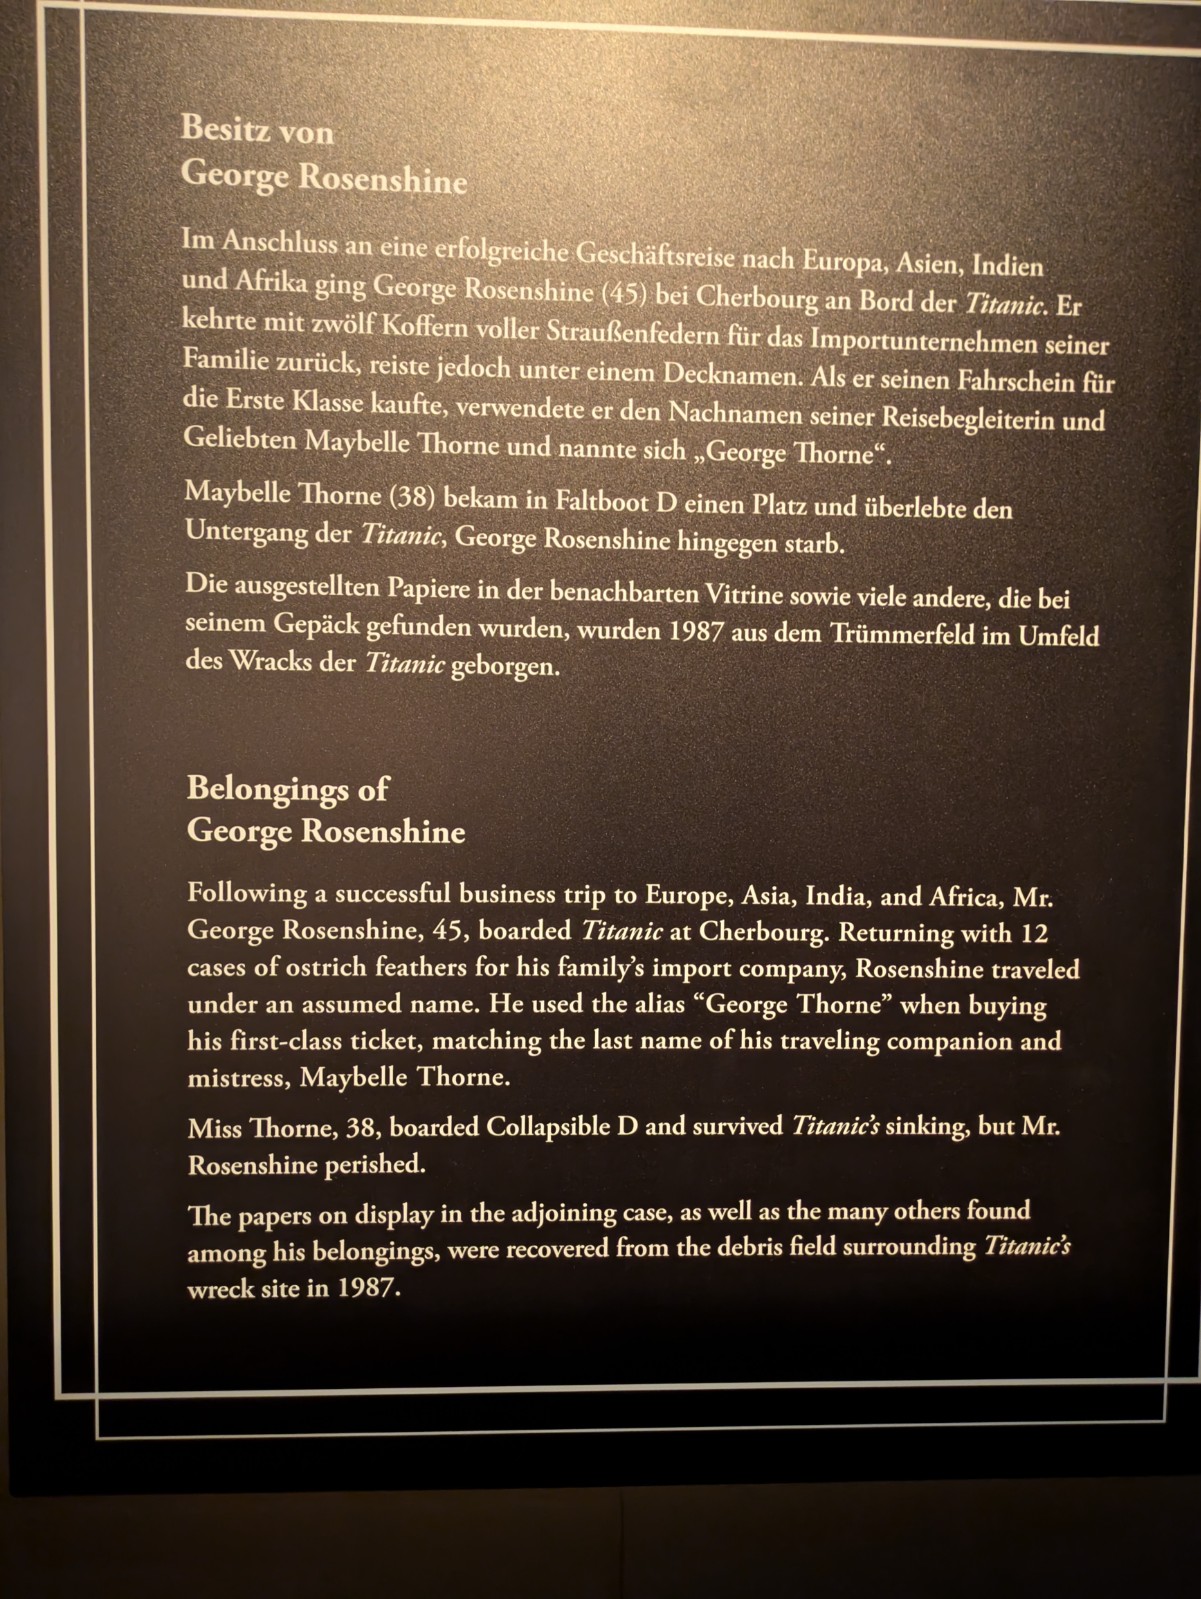 Besitz von
George Rosenshine
Im Anschluss an eine erfolgreiche Geschäftsreise nach Europa, Asien, Indien
und Afrika ging George Rosenshine (45) bei Cherbourg an Bord der Titanic. Er
kehrte mit zwölf Koffern voller Straußenfedern für das Importunternehmen seiner
Familie zurück, reiste jedoch unter einem Decknamen. Als er seinen Fahrschein für
die Erste Klasse kaufte, verwendete er den Nachnamen seiner Reisebegleiterin und
Geliebten Maybelle Thorne und nannte sich „George Thorne“.
Maybelle Thorne (38) bekam in Faltboot D einen Platz und überlebte den
Untergang der Titanic, George Rosenshine hingegen starb.
Die ausgestellten Papiere in der benachbarten Vitrine sowie viele andere, die bei
seinem Gepäck gefunden wurden, wurden 1987 aus dem Trümmerfeld im Umfeld
des Wracks der Titanic geborgen.
Belongings of
George Rosenshine
Following a successful business trip to Europe, Asia, India, and Africa, Mr.
George Rosenshine, 45, boarded Titanic at Cherbourg. Returning with 12
cases of ostrich feathers for his family’s import company, Rosenshine traveled
under an assumed name. He used the alias “George Thorne” when buying
his first-class ticket, matching the last name of his traveling companion and
mistress, Maybelle Thorne.
Miss Thorne, 38, boarded Collapsible D and survived Titanic’s sinking, but Mr.
Rosenshine perished.
The papers on display in the adjoining case, as well as the many others found
among his belongings, were recovered from the debris field surrounding Titanic’s
wreck site in 1987.